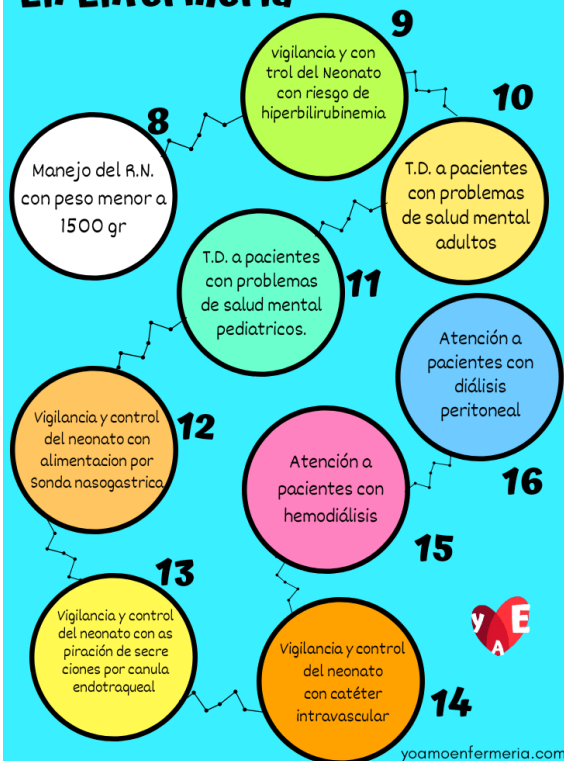 En Enfermeria
9
vigilancia y con
trol del Neonato
con riesgo de
hiperbilirubinemia
10
8
Manejo del R.N.
con peso menor a
1500 gr
T.D. a pacientes
con problemas
de salud mental
adultos
11
T.D. a pacientes
con problemas
de salud mental
pediatricos.
Atención a
pacientes con
diálisis
peritoneal
12
Vigilancia y control
del neonato con
alimentacion por
Sonda nasogastrica
16
Atención a
pacientes con
hemodiálisis
15
13
Vigilancia y control
del neonato con as
piración de secre
ciones por canula
endotraqueal
Y E
A
Vigilancia y control
del neonato
con catéter
intravascular
14
yoamoenfermeria.com